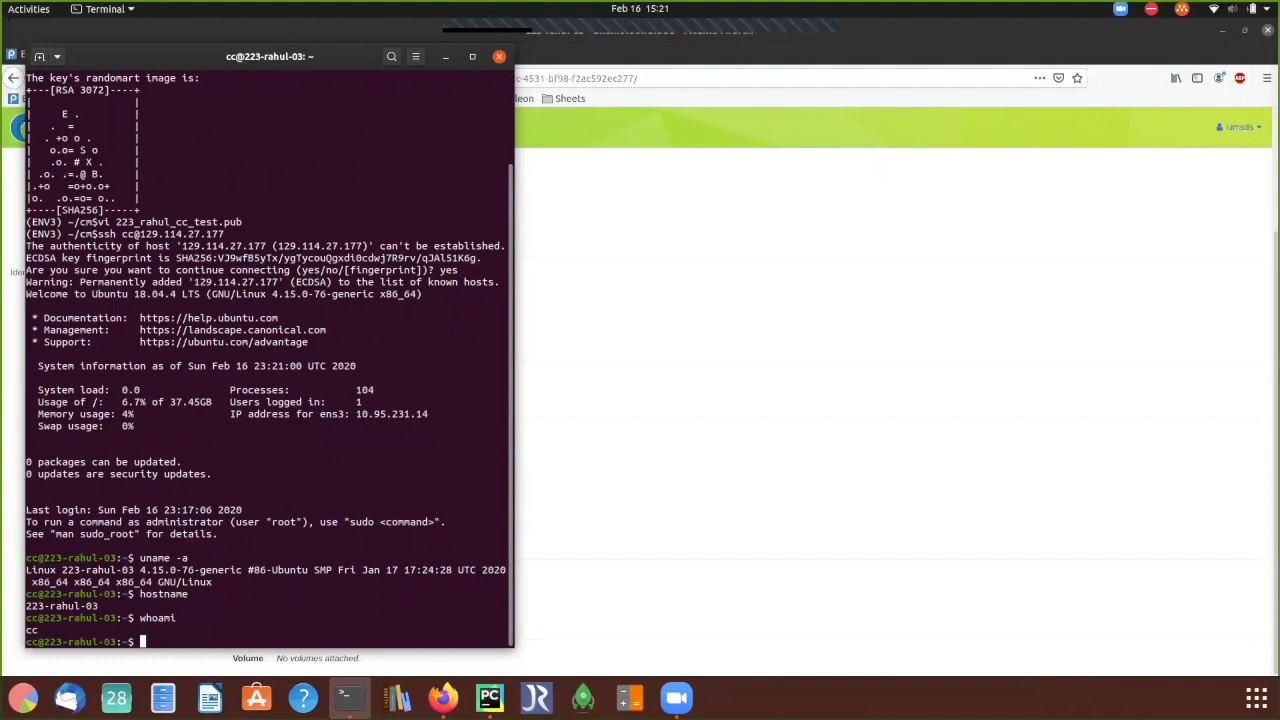 Activities
Terminal
Feb 16 15:21
cc@223-rahul-03: ~
c-4531-bf98-f2ac592ec277/
eon
Sheets
lumsds
The key's randomart image is:
+---[RSA 3072]----+
|                 |
|      E .        |
|    .  =         |
|   . +o o .      |
|    o.o= S o     |
|    .o. # X .    |
|  .o. .=.@ B.    |
|.+o   =o+o.o+    |
|o.  .o.=o= o..   |
+----[SHA256]-----+
(ENV3) ~/cm$vi 223_rahul_cc_test.pub
(ENV3) ~/cm$ssh cc@129.114.27.177
The authenticity of host '129.114.27.177 (129.114.27.177)' can't be established.
ECDSA key fingerprint is SHA256:VJ9wfB5yTx/ygTycouQgxdi0cdwj7R9rv/qJAlS1K6g.
Are you sure you want to continue connecting (yes/no/[fingerprint])? yes
Warning: Permanently added '129.114.27.177' (ECDSA) to the list of known hosts.
Welcome to Ubuntu 18.04.4 LTS (GNU/Linux 4.15.0-76-generic x86_64)
* Documentation:  https://help.ubuntu.com
* Management:     https://landscape.canonical.com
* Support:        https://ubuntu.com/advantage
System information as of Sun Feb 16 23:21:00 UTC 2020
System load:  0.0               Processes:           104
Usage of /:   6.7% of 37.45GB   Users logged in:     1
Memory usage: 4%                IP address for ens3: 10.95.231.14
Swap usage:   0%
0 packages can be updated.
0 updates are security updates.
Last login: Sun Feb 16 23:17:06 2020
To run a command as administrator (user "root"), use "sudo <command>".
See "man sudo_root" for details.
cc@223-rahul-03:~$ uname -a
Linux 223-rahul-03 4.15.0-76-generic #86-Ubuntu SMP Fri Jan 17 17:24:28 UTC 2020
x86_64 x86_64 x86_64 GNU/Linux
cc@223-rahul-03:~$ hostname
223-rahul-03
cc@223-rahul-03:~$ whoami
cc
cc@223-rahul-03:~$
Volume
No volumes attached.
28
PC
JR